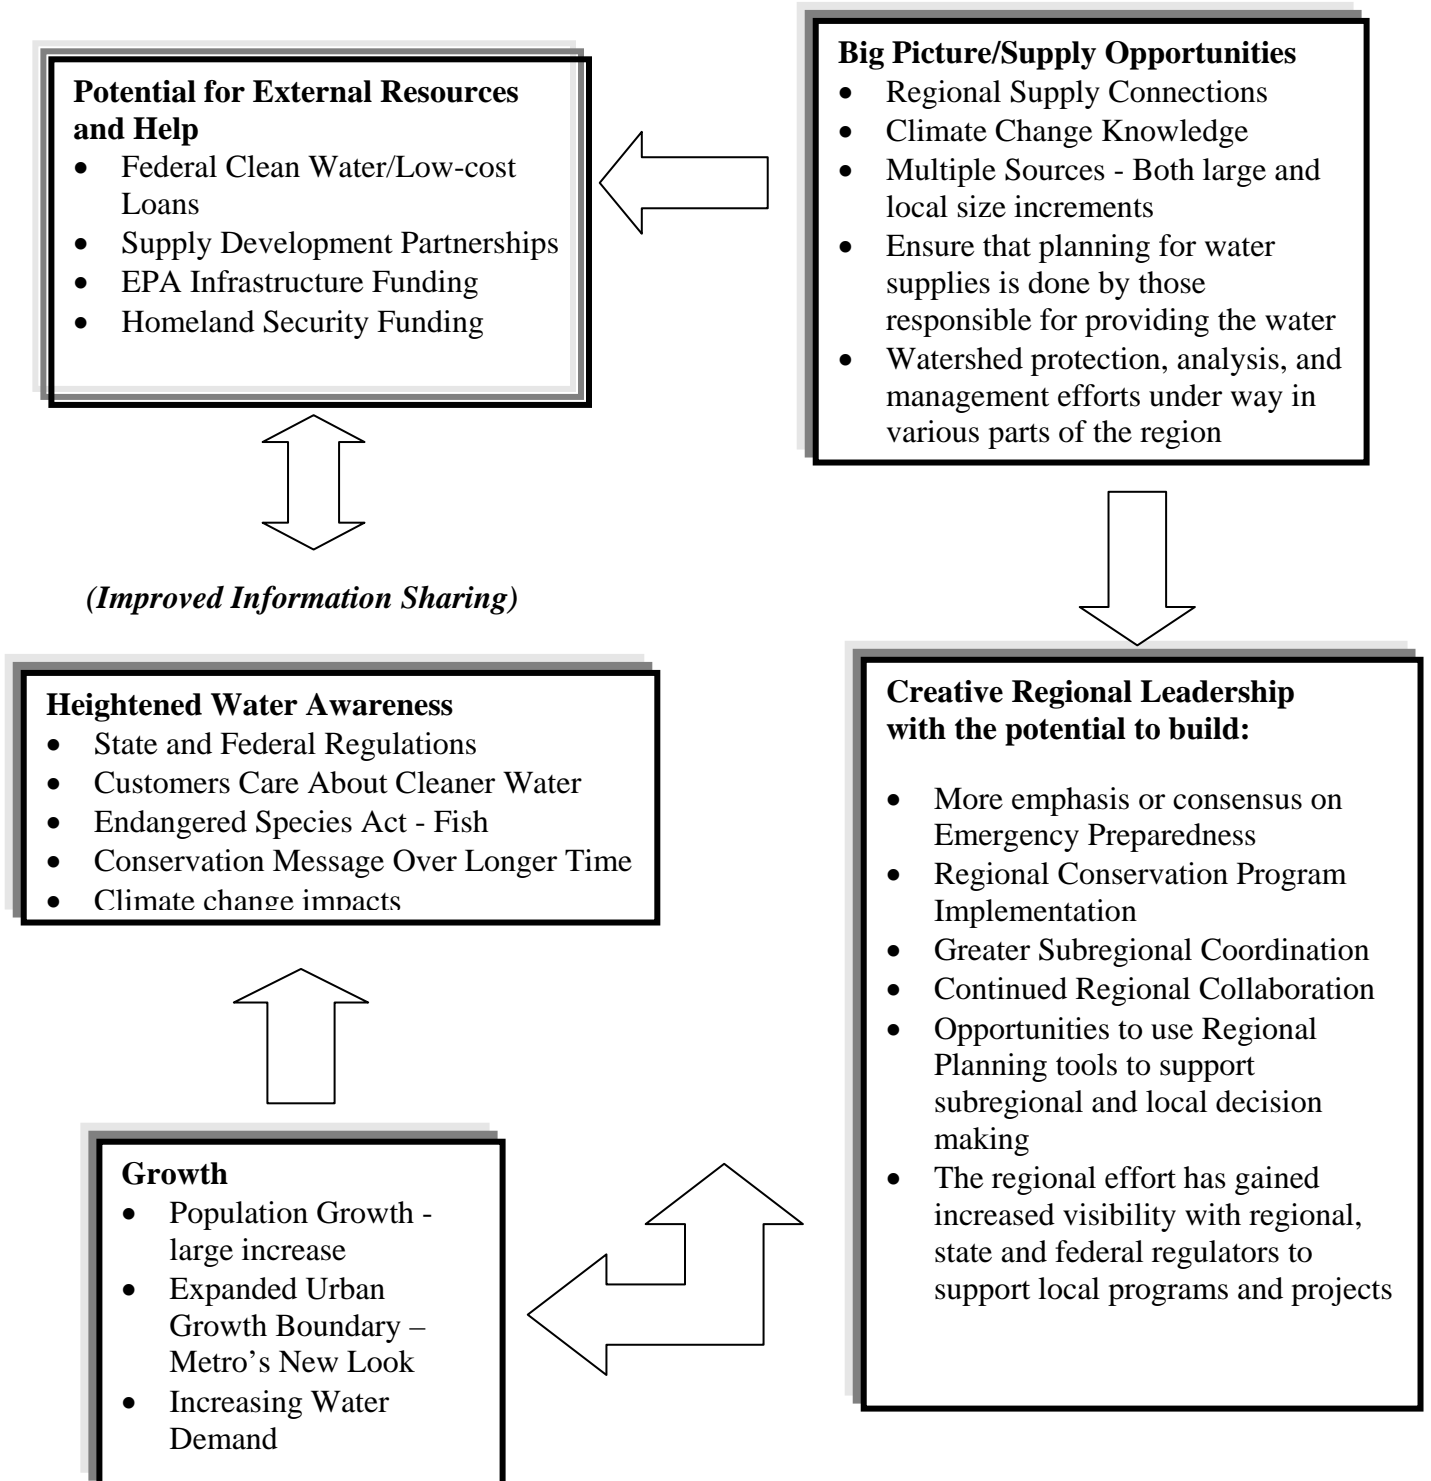 Potential for External Resources
and Help
• Federal Clean Water/Low-cost
Loans
• Supply Development Partnerships
• EPA Infrastructure Funding
• Homeland Security Funding
Big Picture/Supply Opportunities
• Regional Supply Connections
• Climate Change Knowledge
• Multiple Sources - Both large and
local size increments
• Ensure that planning for water
supplies is done by those
responsible for providing the water
• Watershed protection, analysis, and
management efforts under way in
various parts of the region
(Improved Information Sharing)
Heightened Water Awareness
• State and Federal Regulations
• Customers Care About Cleaner Water
• Endangered Species Act - Fish
• Conservation Message Over Longer Time
• Climate change impacts
Creative Regional Leadership
with the potential to build:
• More emphasis or consensus on
Emergency Preparedness
• Regional Conservation Program
Implementation
• Greater Subregional Coordination
• Continued Regional Collaboration
• Opportunities to use Regional
Planning tools to support
subregional and local decision
making
• The regional effort has gained
increased visibility with regional,
state and federal regulators to
support local programs and projects
Growth
• Population Growth -
large increase
• Expanded Urban
Growth Boundary –
Metro’s New Look
• Increasing Water
Demand